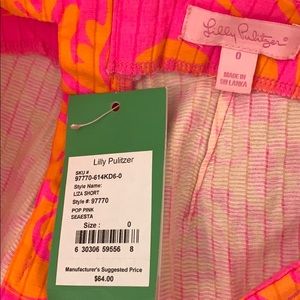 Lilly Pulitzer
0
MADE IN
SRI LANKA
Lilly Pulitzer
SKU #
97770-614KD6-0
Style Name:
LIZA SHORT
Style #: 97770
POP PINK
SEAESTA
Size : 0
6 30306 59556 8
Manufacturer's Suggested Price
$64.00